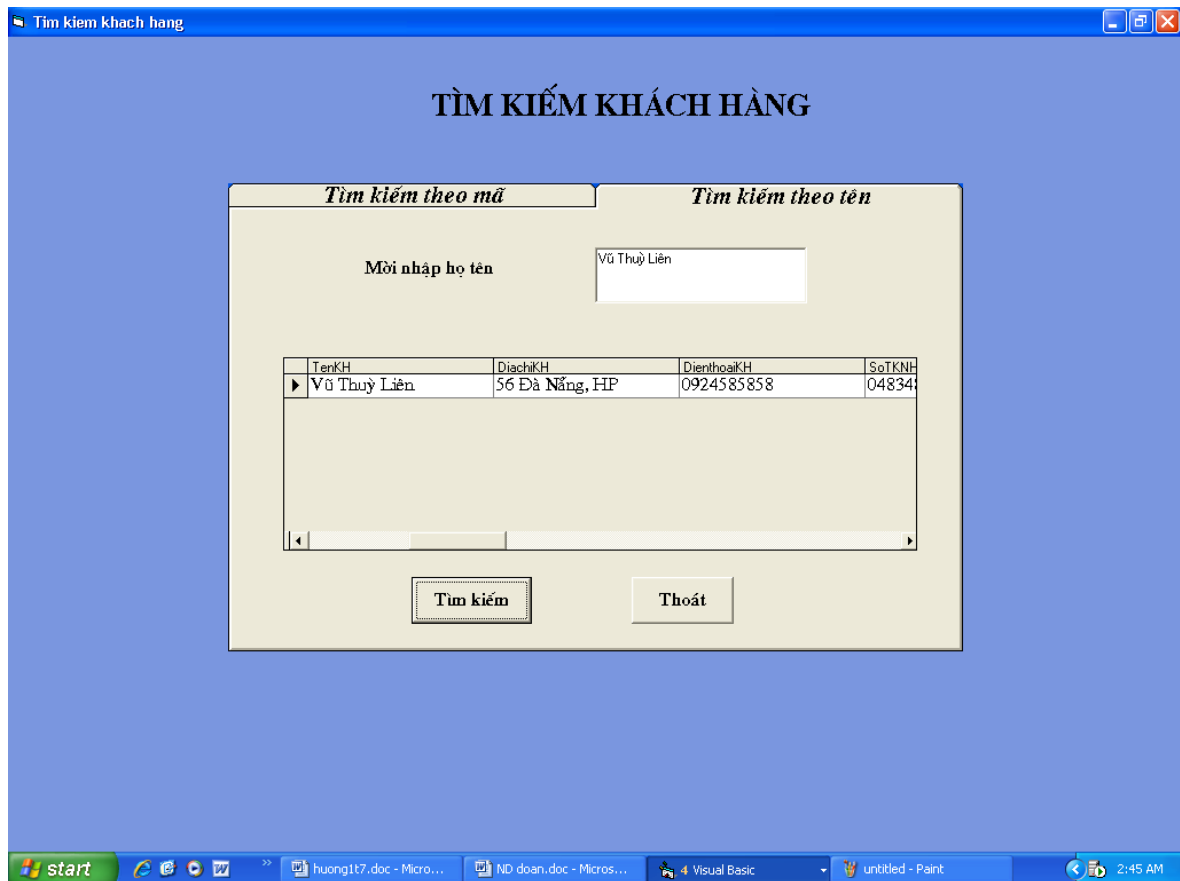 Tim kiem khach hang
TÌM KIẾM KHÁCH HÀNG
Tìm kiếm theo mã
Tìm kiếm theo tên
Mời nhập họ tên
Vũ Thuỳ Liên
TenKH DiachiKH DienthoaiKH SoTKNH
Vũ Thuỳ Liên 56 Đà Nẵng, HP 0924585858 04834
Tìm kiếm
Thoát
start
huong1t7.doc - Micro...
ND doan.doc - Micros...
4 Visual Basic
untitled - Paint
2:45 AM